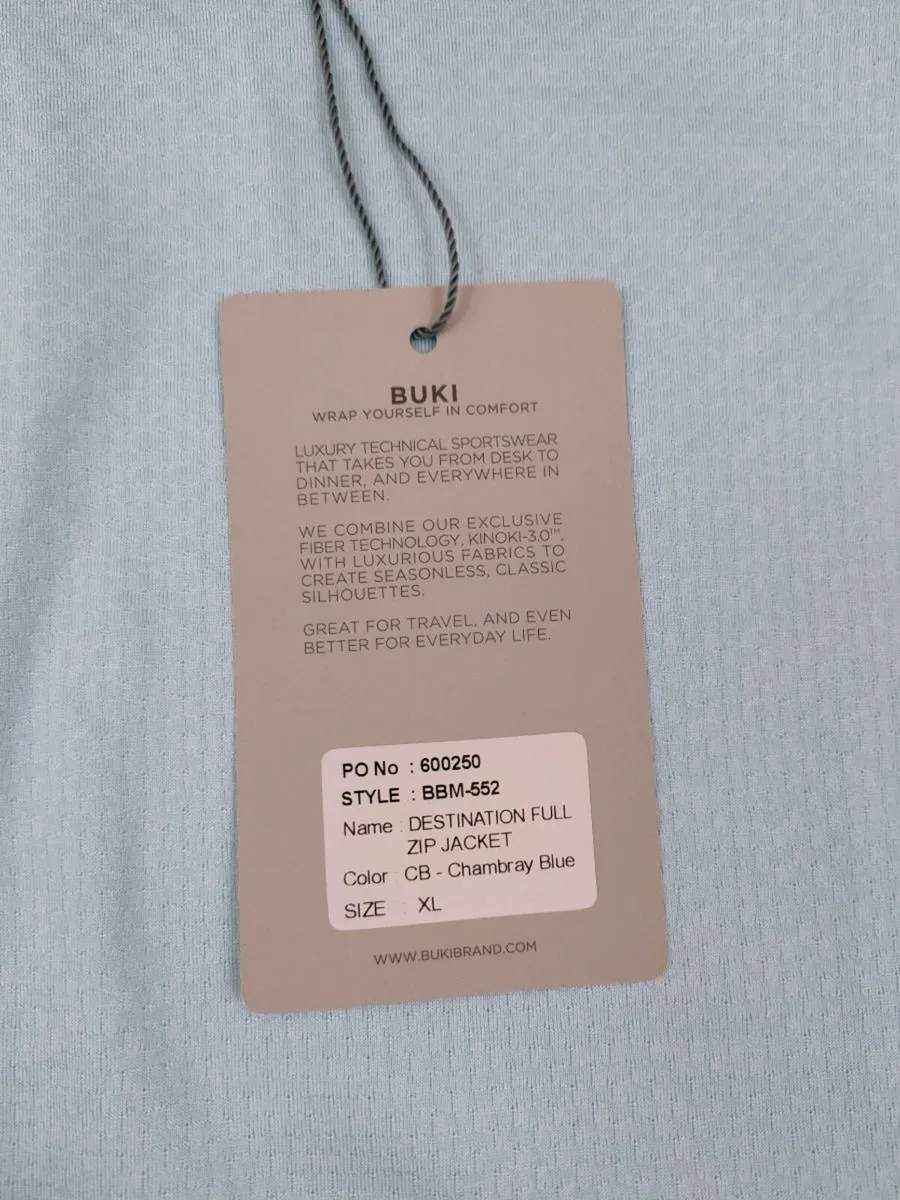 BUKI
WRAP YOURSELF IN COMFORT
LUXURY TECHNICAL SPORTSWEAR
THAT TAKES YOU FROM DESK TO
DINNER, AND EVERYWHERE IN
BETWEEN.
WE COMBINE OUR EXCLUSIVE
FIBER TECHNOLOGY, KINOKI-3.0™,
WITH LUXURIOUS FABRICS TO
CREATE SEASONLESS, CLASSIC
SILHOUETTES.
GREAT FOR TRAVEL, AND EVEN
BETTER FOR EVERYDAY LIFE.
PO No : 600250
STYLE : BBM-552
Name : DESTINATION FULL
ZIP JACKET
Color : CB - Chambray Blue
SIZE : XL
WWW.BUKIBRAND.COM